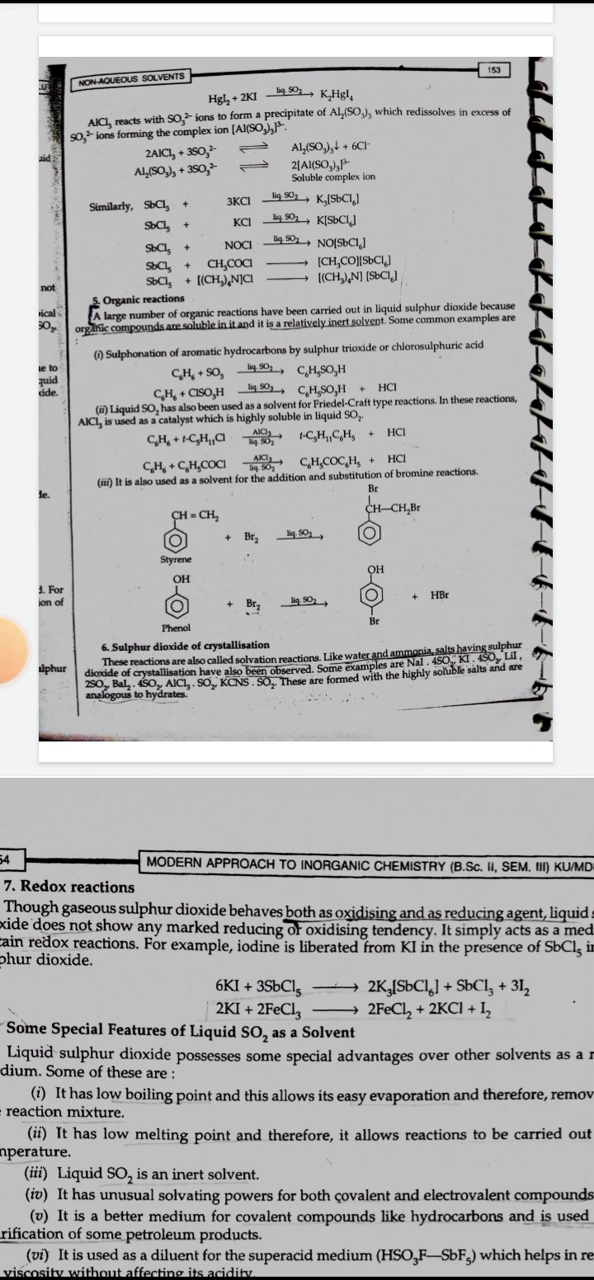 NON-AQUEOUS SOLVENTS
153
HgI₂ + 2KI —liq. SO₂→ K₂HgI₄
AlCl₃ reacts with SO₃²⁻ ions to form a precipitate of Al₂(SO₃)₃ which redissolves in excess of
SO₃²⁻ ions forming the complex ion [Al(SO₃)₃]³⁻.
2AlCl₃ + 3SO₃²⁻ ⇌ Al₂(SO₃)₃↓ + 6Cl⁻
Al₂(SO₃)₃ + 3SO₃²⁻ ⇌ 2[Al(SO₃)₃]³⁻
Soluble complex ion
Similarly, SbCl₃ + 3KCl —liq. SO₂→ K₃[SbCl₆]
SbCl₅ + KCl —liq. SO₂→ K[SbCl₆]
SbCl₅ + NOCl —liq. SO₂→ NO[SbCl₆]
SbCl₅ + CH₃COCl → [CH₃CO][SbCl₆]
SbCl₅ + [(CH₃)₄N]Cl → [(CH₃)₄N] [SbCl₆]
5. Organic reactions
A large number of organic reactions have been carried out in liquid sulphur dioxide because
organic compounds are soluble in it and it is a relatively inert solvent. Some common examples are
:
(i) Sulphonation of aromatic hydrocarbons by sulphur trioxide or chlorosulphuric acid
C₆H₆ + SO₃ —liq. SO₂→ C₆H₅SO₃H
C₆H₆ + ClSO₃H —liq. SO₂→ C₆H₅SO₃H + HCl
(ii) Liquid SO₂ has also been used as a solvent for Friedel-Craft type reactions. In these reactions,
AlCl₃ is used as a catalyst which is highly soluble in liquid SO₂.
C₆H₆ + t-C₅H₁₁Cl —AlCl₃ liq. SO₂→ t-C₅H₁₁C₆H₅ + HCl
C₆H₆ + C₆H₅COCl —AlCl₃ liq. SO₂→ C₆H₅COC₆H₅ + HCl
(iii) It is also used as a solvent for the addition and substitution of bromine reactions.
Br
CH = CH₂
CH—CH₂Br
+ Br₂ —liq. SO₂→
Styrene
OH
OH
+ Br₂ —liq. SO₂→
+ HBr
Br
Phenol
6. Sulphur dioxide of crystallisation
These reactions are also called solvation reactions. Like water and ammonia, salts having sulphur
dioxide of crystallisation have also been observed. Some examples are NaI . 4SO₂, KI . 4SO₂, LiI .
2SO₂, BaI₂ . 4SO₂, AlCl₃ . SO₂, KCNS . SO₂. These are formed with the highly soluble salts and are
analogous to hydrates.
uid
not
ical
SO₂
ue to
quid
cide.
de.
d. For
ion of
ulphur
54
MODERN APPROACH TO INORGANIC CHEMISTRY (B.Sc. II, SEM. III) KU/MD
7. Redox reactions
Though gaseous sulphur dioxide behaves both as oxidising and as reducing agent, liquid s
xide does not show any marked reducing or oxidising tendency. It simply acts as a med
tain redox reactions. For example, iodine is liberated from KI in the presence of SbCl₅ in
phur dioxide.
6KI + 3SbCl₅ → 2K₃[SbCl₆] + SbCl₃ + 3I₂
2KI + 2FeCl₃ → 2FeCl₂ + 2KCl + I₂
Some Special Features of Liquid SO₂ as a Solvent
Liquid sulphur dioxide possesses some special advantages over other solvents as a r
dium. Some of these are :
(i) It has low boiling point and this allows its easy evaporation and therefore, remov
reaction mixture.
(ii) It has low melting point and therefore, it allows reactions to be carried out
nperature.
(iii) Liquid SO₂ is an inert solvent.
(iv) It has unusual solvating powers for both covalent and electrovalent compounds
(v) It is a better medium for covalent compounds like hydrocarbons and is used
rification of some petroleum products.
(vi) It is used as a diluent for the superacid medium (HSO₃F—SbF₅) which helps in re
viscosity without affecting its acidity.